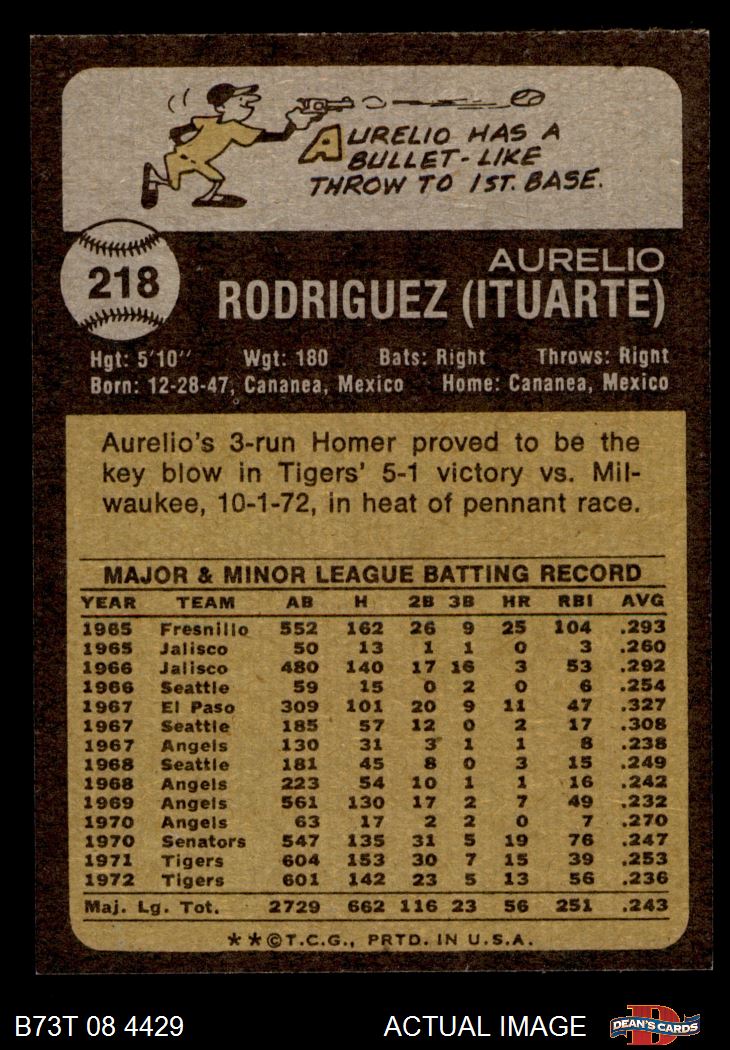 AURELIO HAS A
BULLET-LIKE
THROW TO 1ST. BASE.
218
AURELIO
RODRIGUEZ (ITUARTE)
Hgt: 5'10" Wgt: 180 Bats: Right Throws: Right
Born: 12-28-47, Cananea, Mexico Home: Cananea, Mexico
Aurelio's 3-run Homer proved to be the
key blow in Tigers' 5-1 victory vs. Mil-
waukee, 10-1-72, in heat of pennant race.
MAJOR & MINOR LEAGUE BATTING RECORD
YEAR TEAM AB H 2B 3B HR RBI AVG
1965 Fresnillo 552 162 26 9 25 104 .293
1965 Jalisco 50 13 1 1 0 3 .260
1966 Jalisco 480 140 17 16 3 53 .292
1966 Seattle 59 15 0 2 0 6 .254
1967 El Paso 309 101 20 9 11 47 .327
1967 Seattle 185 57 12 0 2 17 .308
1967 Angels 130 31 3 1 1 8 .238
1968 Seattle 181 45 8 0 3 15 .249
1968 Angels 223 54 10 1 1 16 .242
1969 Angels 561 130 17 2 7 49 .232
1970 Angels 63 17 2 2 0 7 .270
1970 Senators 547 135 31 5 19 76 .247
1971 Tigers 604 153 30 7 15 39 .253
1972 Tigers 601 142 23 5 13 56 .236
Maj. Lg. Tot. 2729 662 116 23 56 251 .243
**©T.C.G., PRTD. IN U.S.A.
B73T 08 4429 ACTUAL IMAGE
D
DEAN'S CARDS